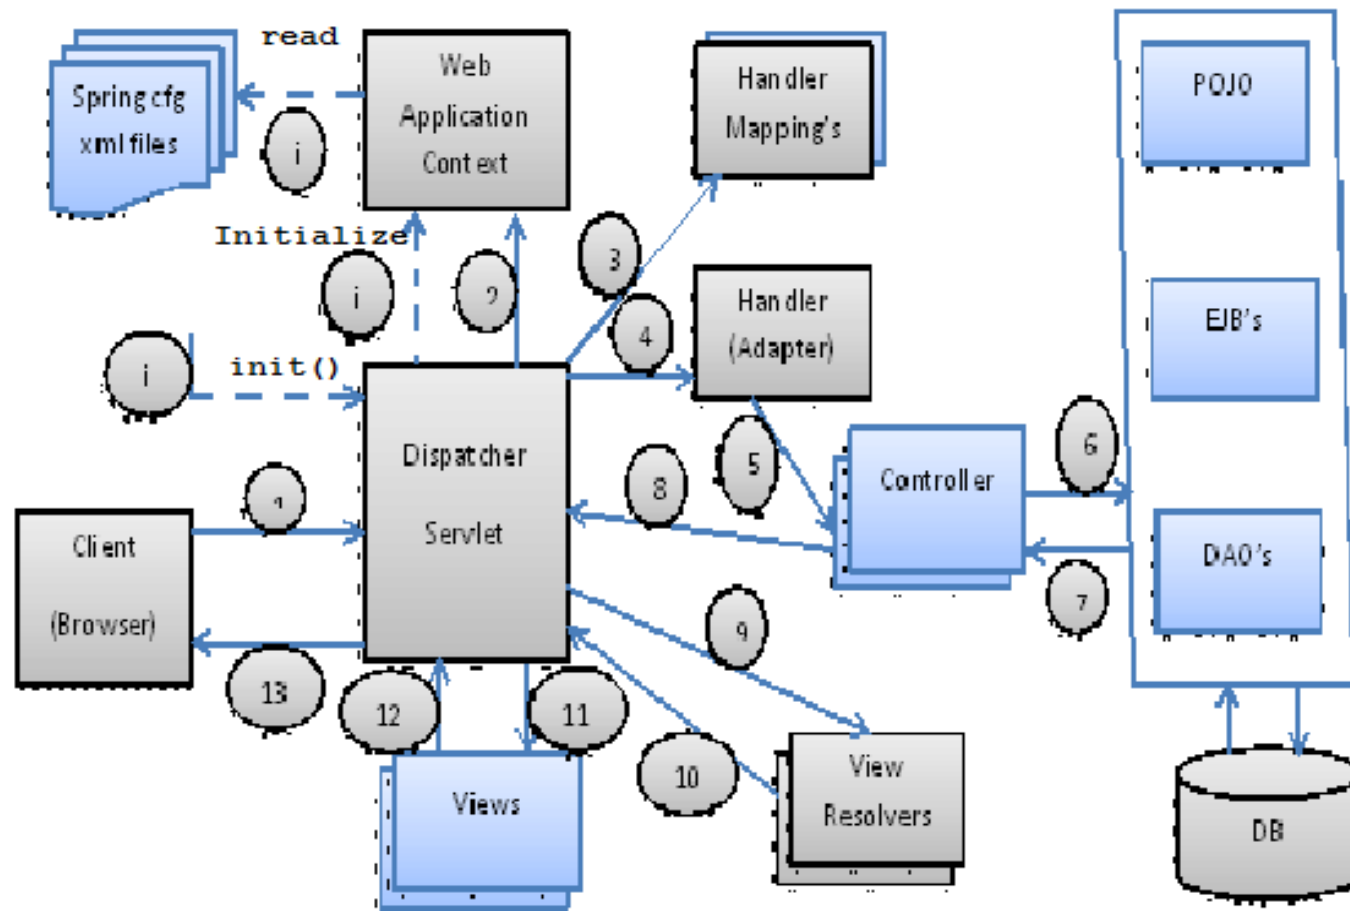 read
Spring cfg
xml files
i
Web
Application
Context
Handler
Mapping's
POJO
Initialize
i
2
3
4
Handler
(Adapter)
EJB's
i
init()
Dispatcher
Servlet
5
Controller
6
8
7
DAO's
Client
(Browser)
9
13
12
11
10
Views
View
Resolvers
DB